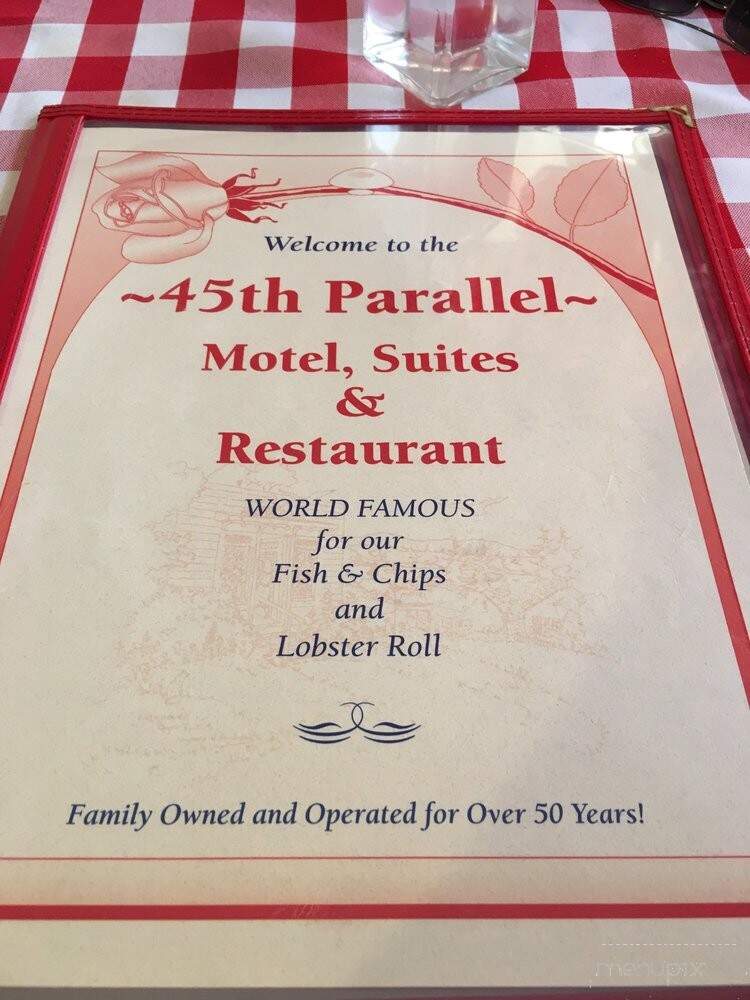 Welcome to the
~45th Parallel~
Motel, Suites
&
Restaurant
WORLD FAMOUS
for our
Fish & Chips
and
Lobster Roll
Family Owned and Operated for Over 50 Years!
menupix